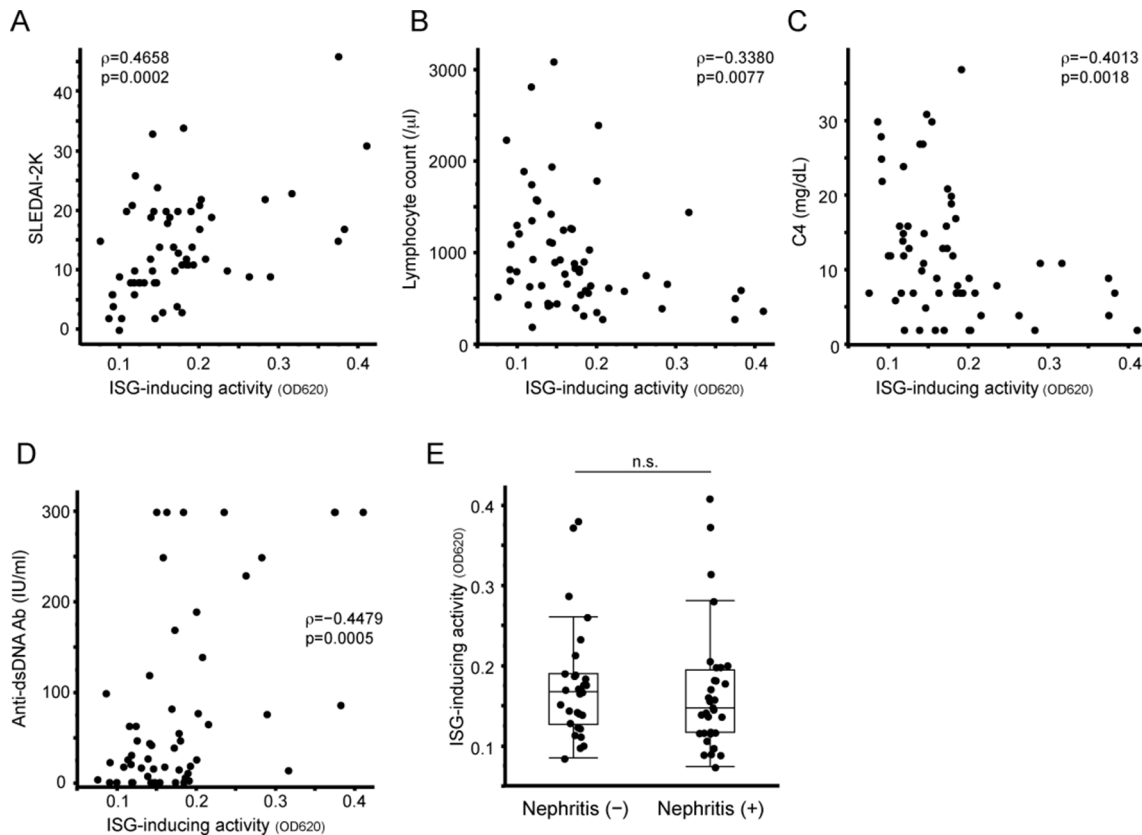 A
ρ=0.4658
p=0.0002
SLEDAI-2K
40
30
20
10
0
0.1 0.2 0.3 0.4
ISG-inducing activity (OD620)
B
ρ=−0.3380
p=0.0077
Lymphocyte count (/μl)
3000
2000
1000
500
0
0.1 0.2 0.3 0.4
ISG-inducing activity (OD620)
C
ρ=−0.4013
p=0.0018
C4 (mg/dL)
30
20
10
0
0.1 0.2 0.3 0.4
ISG-inducing activity (OD620)
D
ρ=−0.4479
p=0.0005
Anti-dsDNA Ab (IU/ml)
300
200
100
0
0.1 0.2 0.3 0.4
ISG-inducing activity (OD620)
E
n.s.
ISG-inducing activity (OD620)
0.4
0.3
0.2
0.1
Nephritis (−) Nephritis (+)